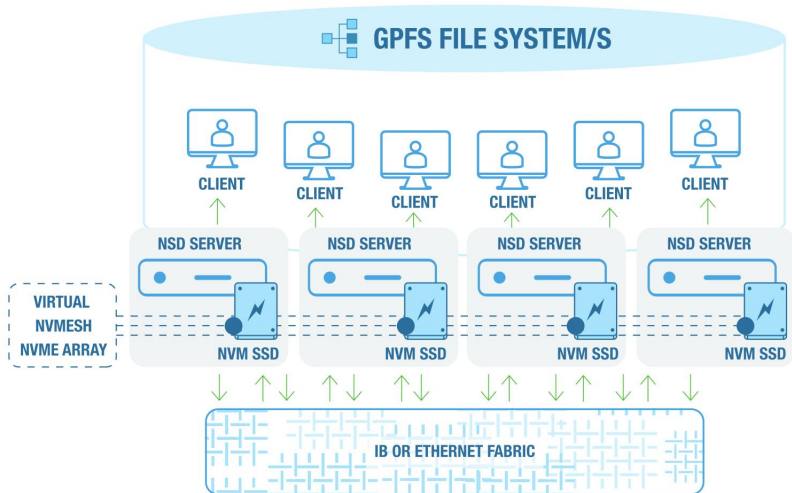 GPFS FILE SYSTEM/S
CLIENT
CLIENT
CLIENT
CLIENT
CLIENT
CLIENT
NSD SERVER
NSD SERVER
NSD SERVER
NSD SERVER
VIRTUAL
NVMESH
NVME ARRAY
NVM SSD
NVM SSD
NVM SSD
NVM SSD
IB OR ETHERNET FABRIC